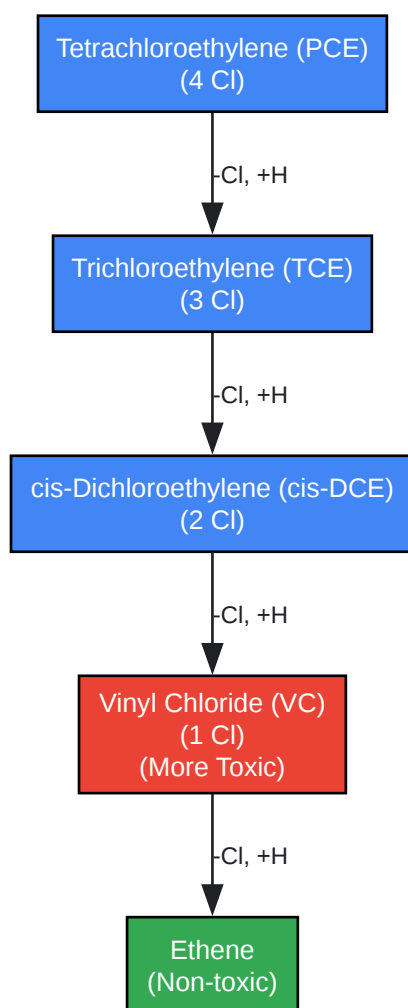 Tetrachloroethylene (PCE)
(4 Cl)
-Cl, +H
Trichloroethylene (TCE)
(3 Cl)
-Cl, +H
cis-Dichloroethylene (cis-DCE)
(2 Cl)
-Cl, +H
Vinyl Chloride (VC)
(1 Cl)
(More Toxic)
-Cl, +H
Ethene
(Non-toxic)